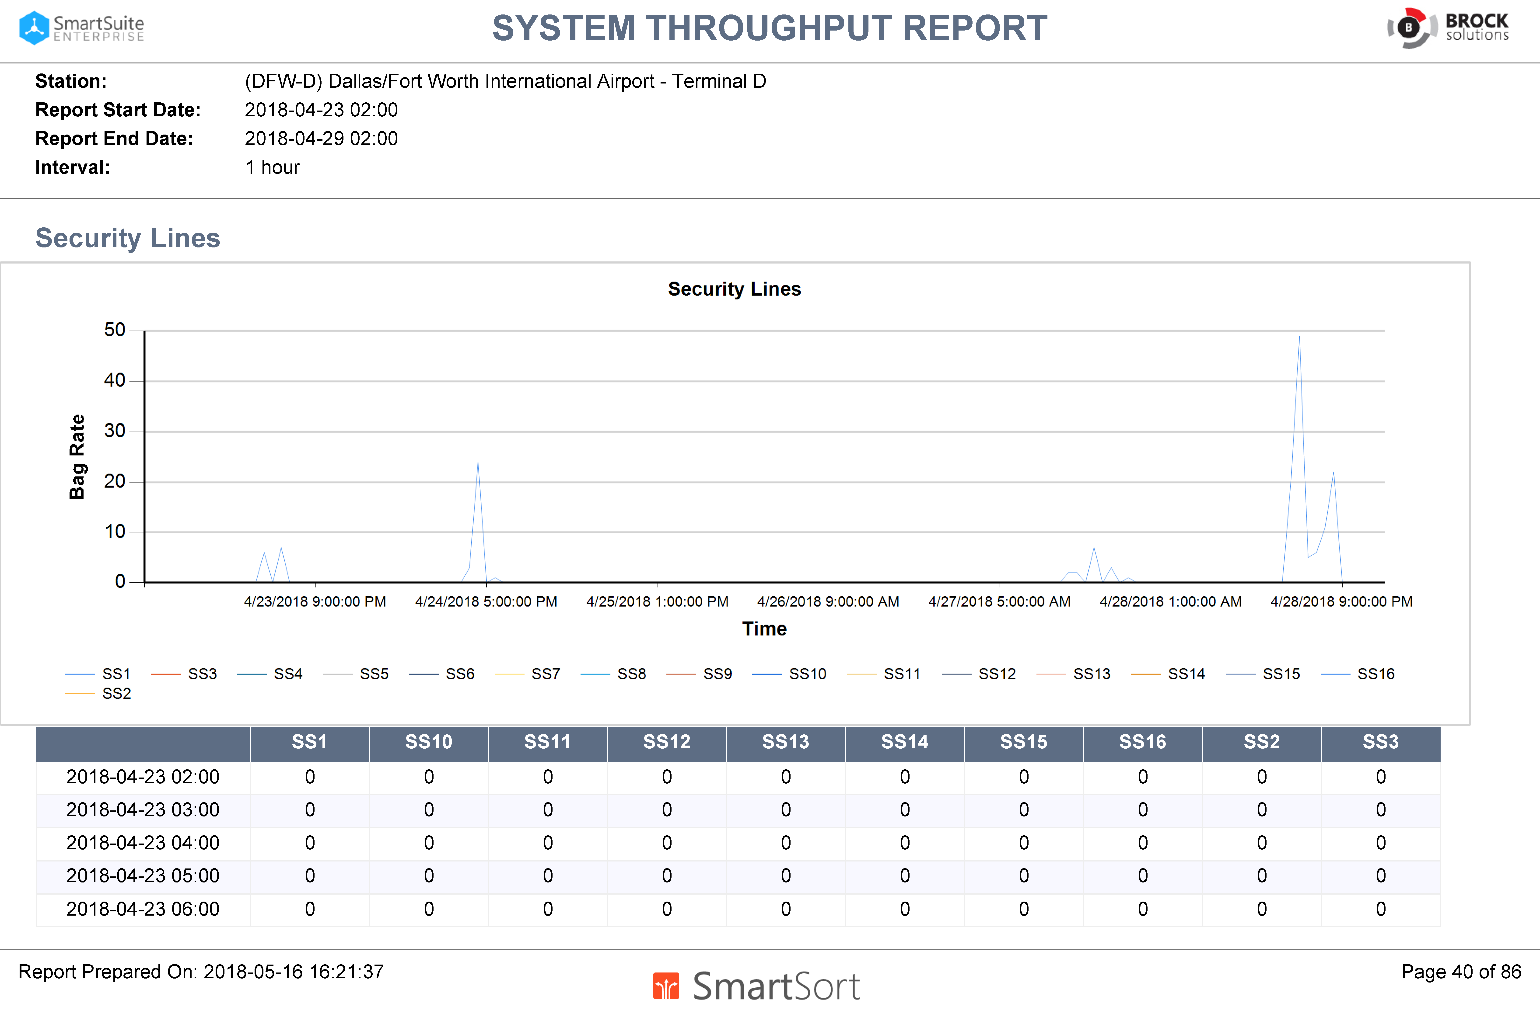 SmartSuite
ENTERPRISE
SYSTEM THROUGHPUT REPORT
B
BROCK
solutions
Station: (DFW-D) Dallas/Fort Worth International Airport - Terminal D
Report Start Date: 2018-04-23 02:00
Report End Date: 2018-04-29 02:00
Interval: 1 hour
Security Lines
Security Lines
50
40
30
20
10
0
Bag Rate
4/23/2018 9:00:00 PM 4/24/2018 5:00:00 PM 4/25/2018 1:00:00 PM 4/26/2018 9:00:00 AM 4/27/2018 5:00:00 AM 4/28/2018 1:00:00 AM 4/28/2018 9:00:00 PM
Time
SS1 SS3 SS4 SS5 SS6 SS7 SS8 SS9 SS10 SS11 SS12 SS13 SS14 SS15 SS16
SS2
SS1 SS10 SS11 SS12 SS13 SS14 SS15 SS16 SS2 SS3
2018-04-23 02:00 0 0 0 0 0 0 0 0 0 0
2018-04-23 03:00 0 0 0 0 0 0 0 0 0 0
2018-04-23 04:00 0 0 0 0 0 0 0 0 0 0
2018-04-23 05:00 0 0 0 0 0 0 0 0 0 0
2018-04-23 06:00 0 0 0 0 0 0 0 0 0 0
Report Prepared On: 2018-05-16 16:21:37
SmartSort
Page 40 of 86